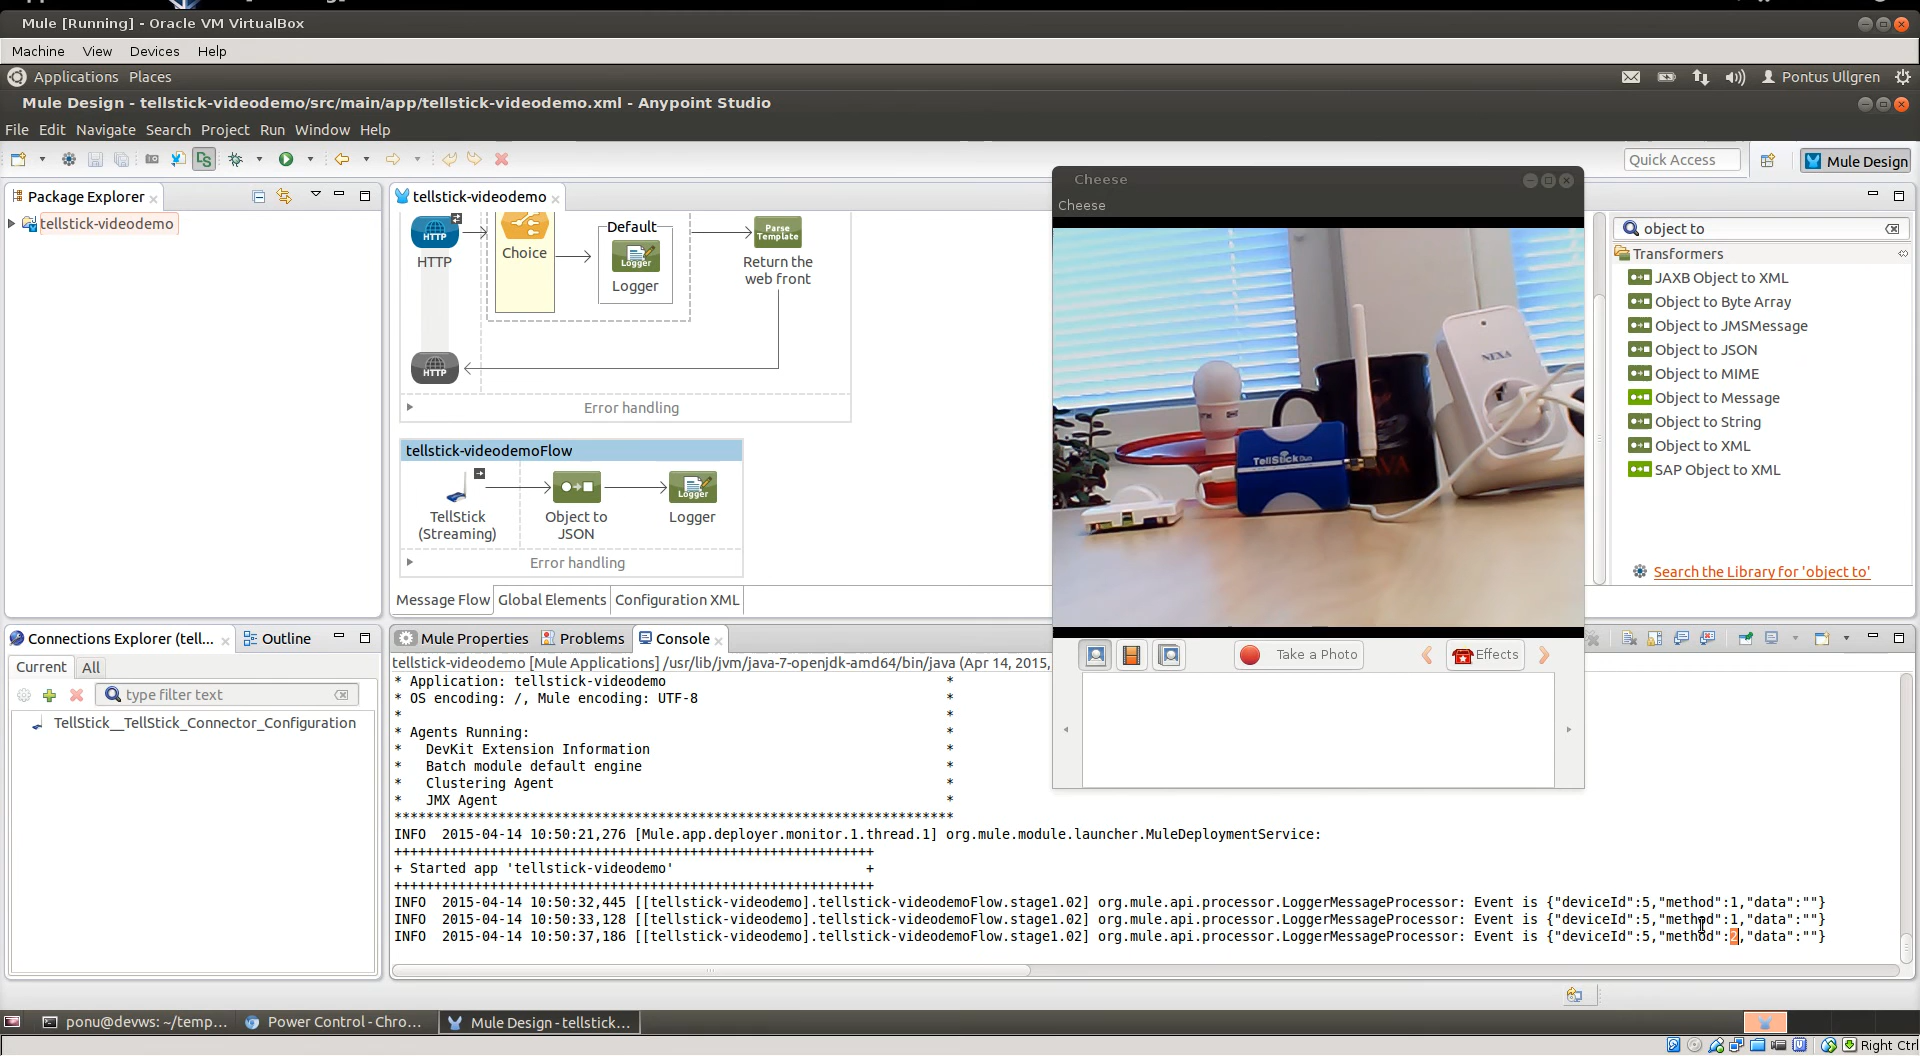 Mule [Running] - Oracle VM VirtualBox
Machine View Devices Help
Applications Places
Pontus Ullgren
Mule Design - tellstick-videodemo/src/main/app/tellstick-videodemo.xml - Anypoint Studio
File Edit Navigate Search Project Run Window Help
Quick Access
Mule Design
Package Explorer
tellstick-videodemo
tellstick-videodemo
HTTP
HTTP
Choice
Default
Logger
Logger
Parse Template
Return the web front
HTTP
Error handling
tellstick-videodemoFlow
TellStick (Streaming)
Object to JSON
Logger
Logger
Error handling
Message Flow Global Elements Configuration XML
Cheese
Cheese
TellStick Duo
NEXA
Take a Photo
Effects
object to
Transformers
JAXB Object to XML
Object to Byte Array
Object to JMSMessage
Object to JSON
Object to MIME
Object to Message
Object to String
Object to XML
SAP Object to XML
Search the Library for 'object to'
Connections Explorer (tell...
Outline
Current All
type filter text
TellStick__TellStick_Connector_Configuration
Mule Properties Problems Console
tellstick-videodemo [Mule Applications] /usr/lib/jvm/java-7-openjdk-amd64/bin/java (Apr 14, 2015,
* Application: tellstick-videodemo *
* OS encoding: /, Mule encoding: UTF-8 *
* *
* Agents Running: *
* DevKit Extension Information *
* Batch module default engine *
* Clustering Agent *
* JMX Agent *
**********************************************************************
INFO 2015-04-14 10:50:21,276 [Mule.app.deployer.monitor.1.thread.1] org.mule.module.launcher.MuleDeploymentService:
++++++++++++++++++++++++++++++++++++++++++++++++++++++++++++
+ Started app 'tellstick-videodemo' +
++++++++++++++++++++++++++++++++++++++++++++++++++++++++++++
INFO 2015-04-14 10:50:32,445 [[tellstick-videodemo].tellstick-videodemoFlow.stage1.02] org.mule.api.processor.LoggerMessageProcessor: Event is {"deviceId":5,"method":1,"data":""}
INFO 2015-04-14 10:50:33,128 [[tellstick-videodemo].tellstick-videodemoFlow.stage1.02] org.mule.api.processor.LoggerMessageProcessor: Event is {"deviceId":5,"method":1,"data":""}
INFO 2015-04-14 10:50:37,186 [[tellstick-videodemo].tellstick-videodemoFlow.stage1.02] org.mule.api.processor.LoggerMessageProcessor: Event is {"deviceId":5,"method":2,"data":""}
ponu@devws: ~/temp...
Power Control - Chro...
Mule Design - tellstick...
Right Ctrl